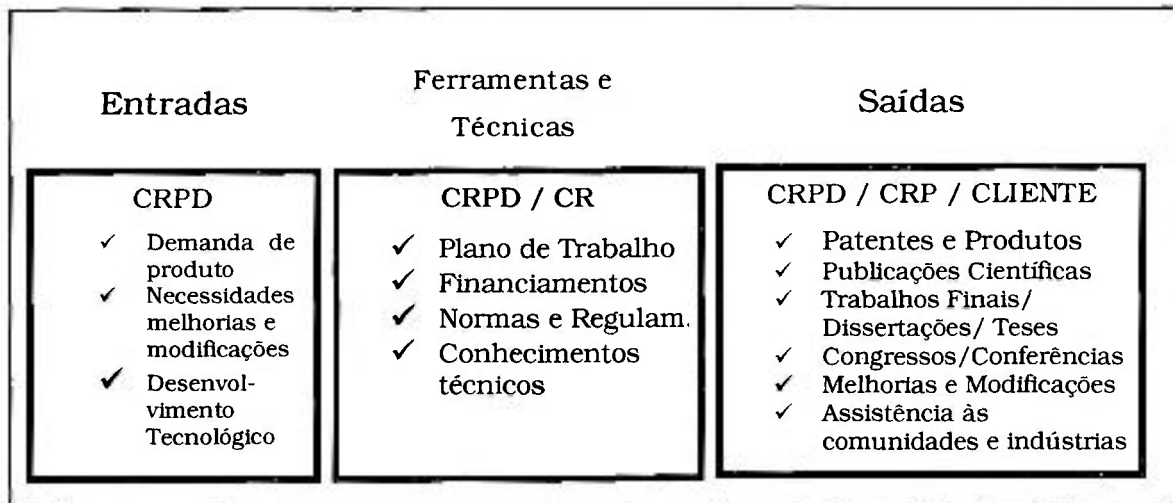 Entradas
CRPD
✓ Demanda de
produto
✓ Necessidades
melhorias e
modificações
✓ Desenvol-
vimento
Tecnológico
Ferramentas e
Técnicas
CRPD / CR
✓ Plano de Trabalho
✓ Financiamentos
✓ Normas e Regulam.
✓ Conhecimentos
técnicos
Saídas
CRPD / CRP / CLIENTE
✓ Patentes e Produtos
✓ Publicações Científicas
✓ Trabalhos Finais/
Dissertações/ Teses
✓ Congressos/Conferências
✓ Melhorias e Modificações
✓ Assistência às
comunidades e indústrias